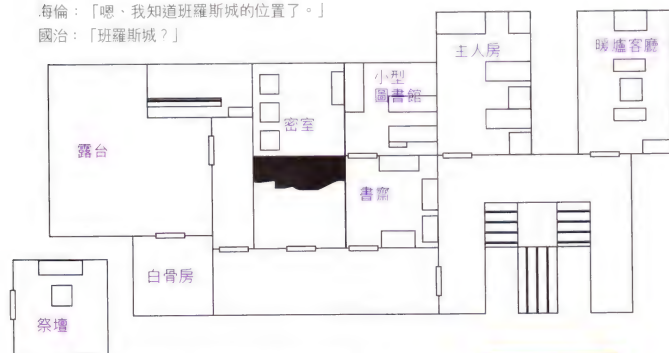 海倫：「嗯、我知道班羅斯城的位置了。」
國治：「班羅斯城？」
主人房
暖爐客廳
小型
圖書館
密室
露台
書齋
白骨房
祭壇